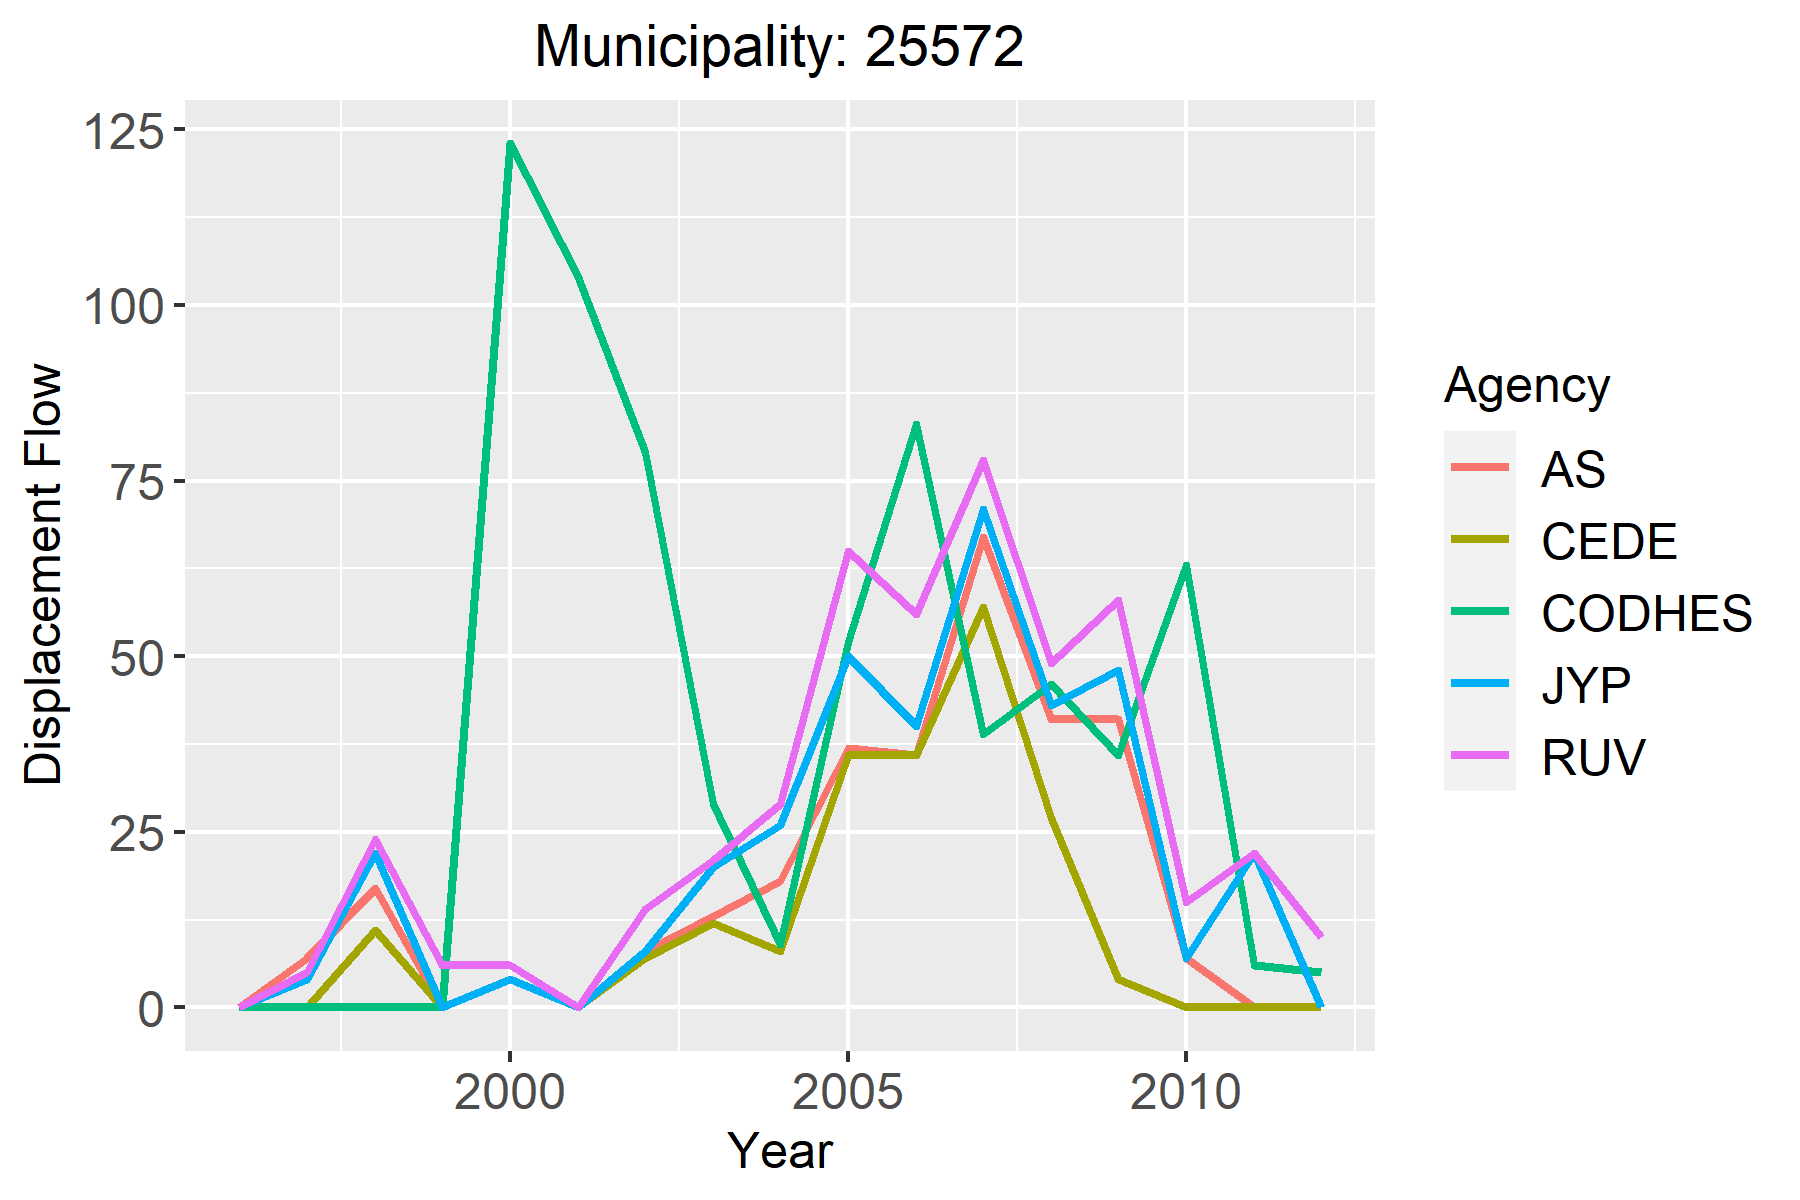 Municipality: 25572
125
100
75
50
25
0
Displacement Flow
2000
2005
2010
Year
Agency
AS
CEDE
CODHES
JYP
RUV